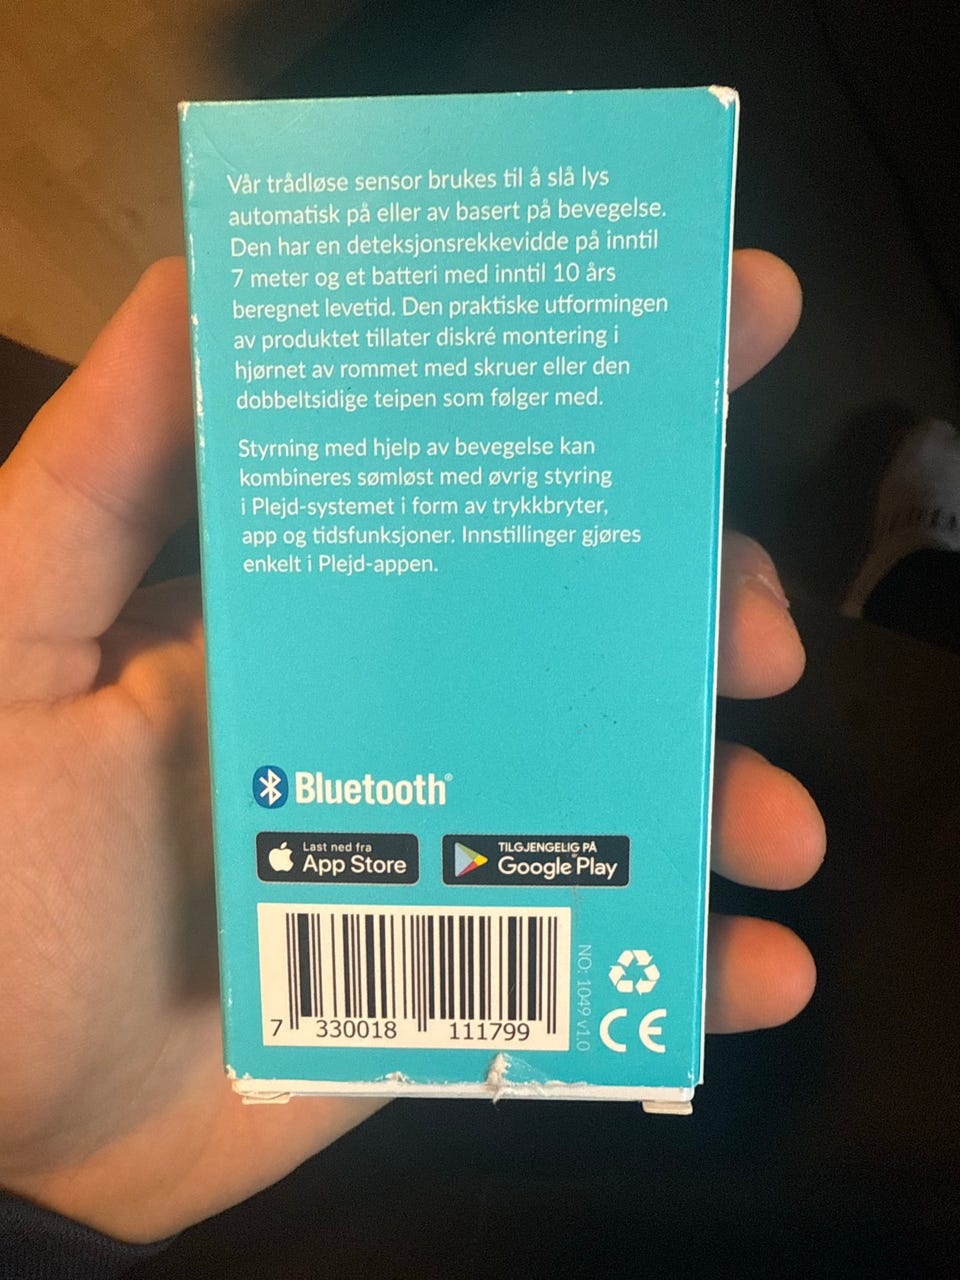 Vår trådløse sensor brukes til å slå lys
automatisk på eller av basert på bevegelse.
Den har en deteksjonsrekkevidde på inntil
7 meter og et batteri med inntil 10 års
beregnet levetid. Den praktiske utformingen
av produktet tillater diskré montering i
hjørnet av rommet med skruer eller den
dobbeltsidige teipen som følger med.
Styrning med hjelp av bevegelse kan
kombineres sømløst med øvrig styring
i Plejd-systemet i form av trykkbryter,
app og tidsfunksjoner. Innstillinger gjøres
enkelt i Plejd-appen.
Bluetooth®
Last ned fra
App Store
TILGJENGELIG PÅ
Google Play
7 330018 111799
NO: 1049 v1.0
CE